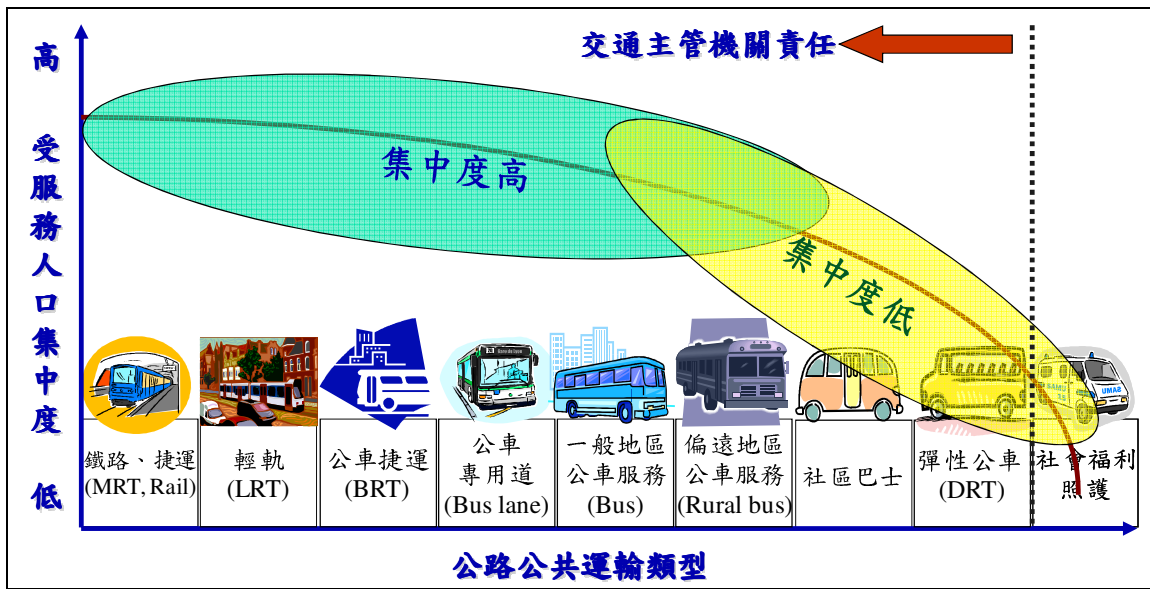 交通主管機關責任
高
受服務人口集中度
低
集中度高
集中度低
鐵路、捷運
(MRT, Rail)
輕軌
(LRT)
公車捷運
(BRT)
公車
專用道
(Bus lane)
一般地區
公車服務
(Bus)
偏遠地區
公車服務
(Rural bus)
社區巴士
彈性公車
(DRT)
社會福利
照護
公路公共運輸類型